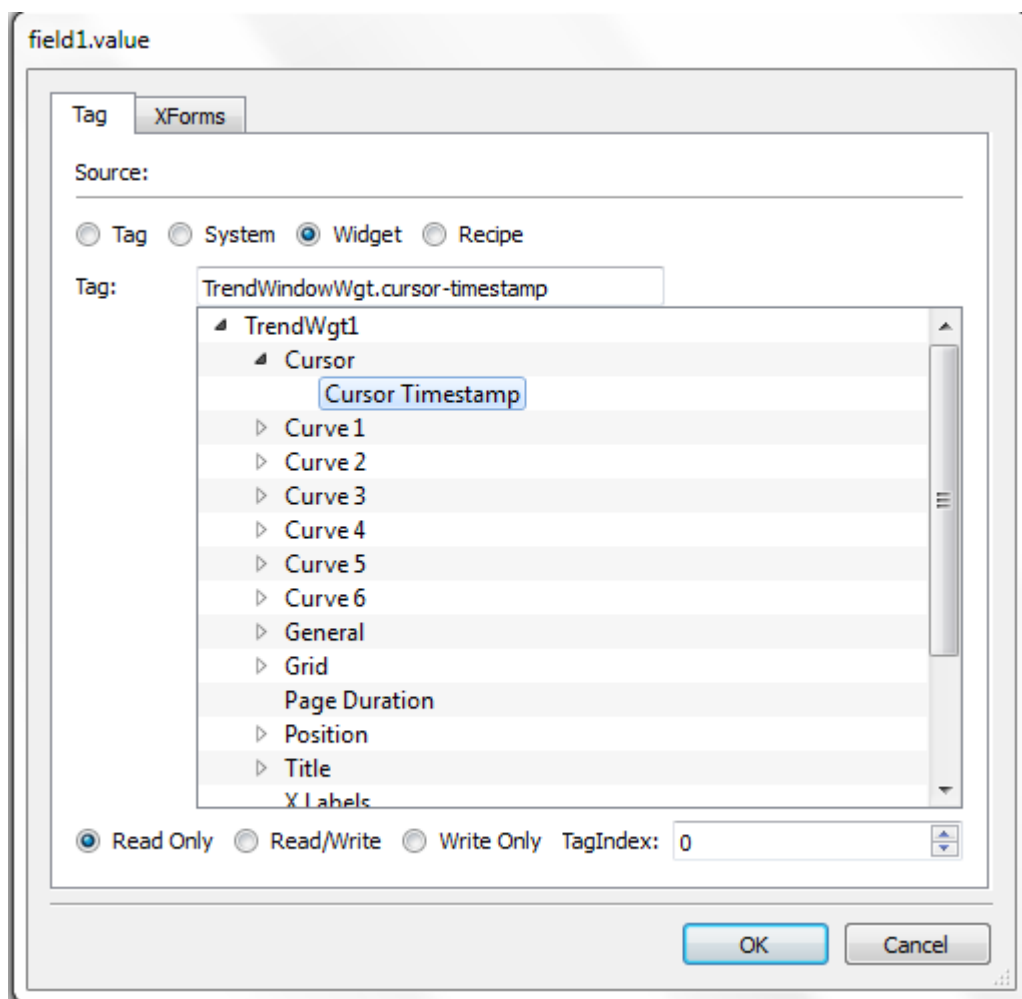 field1.value
Tag XForms
Source:
Tag System Widget Recipe
Tag: TrendWindowWgt.cursor-timestamp
TrendWgt1
Cursor
Cursor Timestamp
Curve 1
Curve 2
Curve 3
Curve 4
Curve 5
Curve 6
General
Grid
Page Duration
Position
Title
X Labels
Read Only Read/Write Write Only TagIndex: 0
OK Cancel